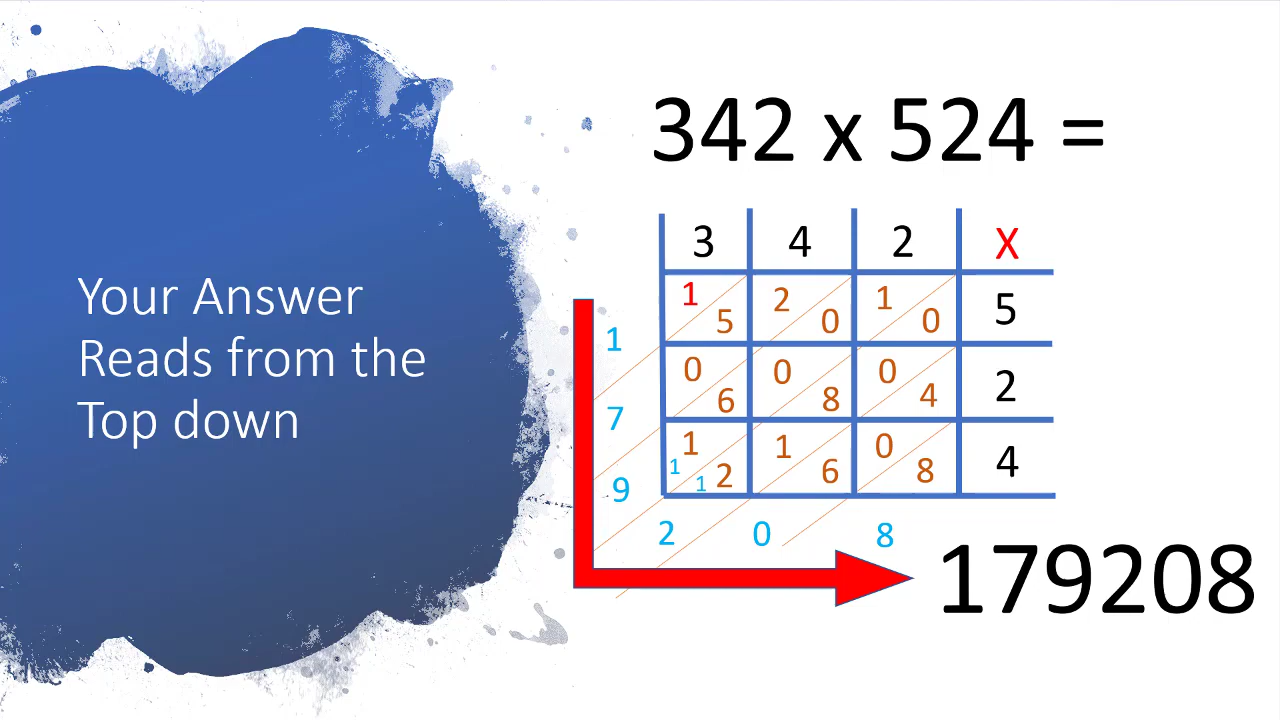 342 x 524 =
Your Answer
Reads from the
Top down
3 4 2 X
1 5 2 0 1 0 5
1
0 6 0 8 0 4 2
7
1 2 1 6 0 8 4
1 1
9
2 0 8
179208